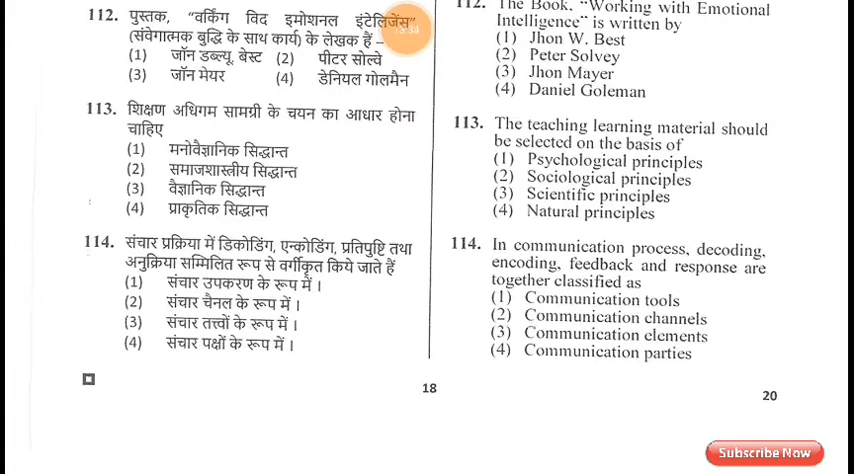 112. पुस्तक, “वर्किंग विद इमोशनल इंटेलिजेंस”
(संवेगात्मक बुद्धि के साथ कार्य) के लेखक हैं –
(1) जॉन डब्ल्यू. बेस्ट (2) पीटर सोल्वे
(3) जॉन मेयर (4) डेनियल गोलमैन
113. शिक्षण अधिगम सामग्री के चयन का आधार होना
चाहिए
(1) मनोवैज्ञानिक सिद्धान्त
(2) समाजशास्त्रीय सिद्धान्त
(3) वैज्ञानिक सिद्धान्त
(4) प्राकृतिक सिद्धान्त
114. संचार प्रक्रिया में डिकोडिंग, एन्कोडिंग, प्रतिपुष्टि तथा
अनुक्रिया सम्मिलित रूप से वर्गीकृत किये जाते हैं
(1) संचार उपकरण के रूप में ।
(2) संचार चैनल के रूप में ।
(3) संचार तत्त्वों के रूप में ।
(4) संचार पक्षों के रूप में ।
112. The Book, “Working with Emotional
Intelligence” is written by
(1) Jhon W. Best
(2) Peter Solvey
(3) Jhon Mayer
(4) Daniel Goleman
113. The teaching learning material should
be selected on the basis of
(1) Psychological principles
(2) Sociological principles
(3) Scientific principles
(4) Natural principles
114. In communication process, decoding,
encoding, feedback and response are
together classified as
(1) Communication tools
(2) Communication channels
(3) Communication elements
(4) Communication parties
18
20
Subscribe Now